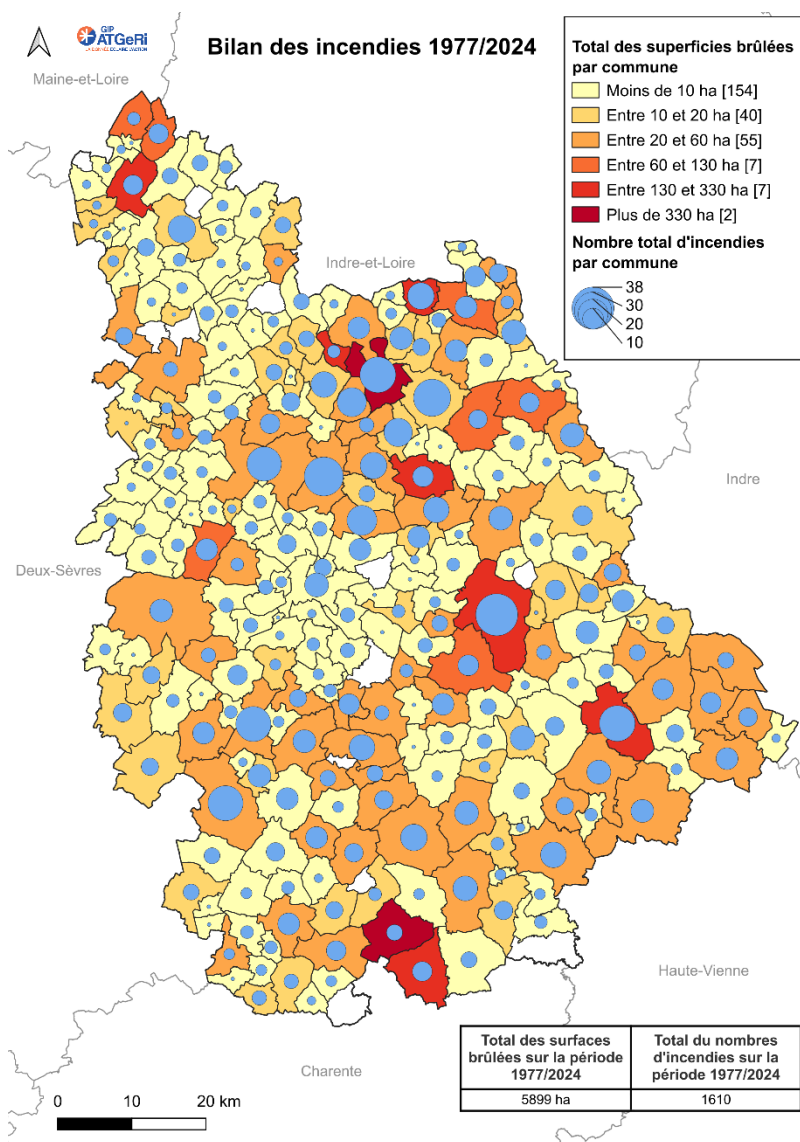 GIP
ATGeRi
LA DONNÉE ÉCLAIRE L'ACTION
Bilan des incendies 1977/2024
Maine-et-Loire
Indre-et-Loire
Indre
Deux-Sèvres
Haute-Vienne
Charente
Total des superficies brûlées
par commune
Moins de 10 ha [154]
Entre 10 et 20 ha [40]
Entre 20 et 60 ha [55]
Entre 60 et 130 ha [7]
Entre 130 et 330 ha [7]
Plus de 330 ha [2]
Nombre total d'incendies
par commune
38
30
20
10
Total des surfaces
brûlées sur la période
1977/2024
Total du nombres
d'incendies sur la
période 1977/2024
5899 ha
1610
0 10 20 km